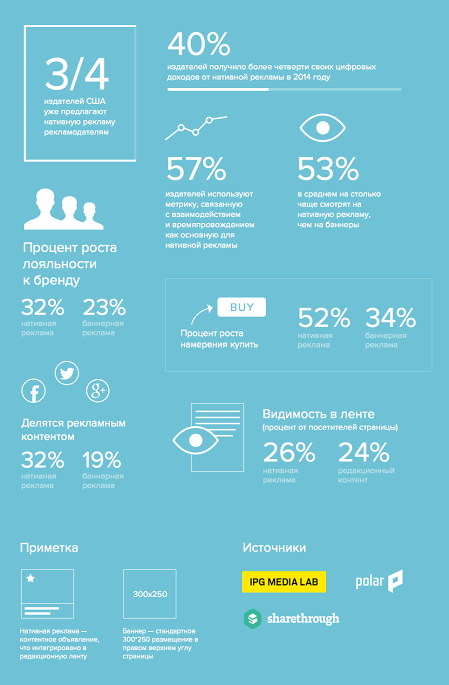 3/4
издателей США
уже предлагают
нативную рекламу
рекламодателям
40%
издателей получило более четверти своих цифровых
доходов от нативной рекламы в 2014 году
57%
издателей используют
метрику, связанную
с взаимодействием
и времяпровождением
как основную для
нативной рекламы
53%
в среднем на столько
чаще смотрят на
нативную рекламу,
чем на баннеры
Процент роста
лояльности
к бренду
32% 23%
нативная баннерная
реклама реклама
BUY
Процент роста
намерения купить
52% 34%
нативная баннерная
реклама реклама
f
g+
Делятся рекламным
контентом
32% 19%
нативная баннерная
реклама реклама
Видимость в ленте
(процент от посетителей страницы)
26% 24%
нативная редакционный
реклама контент
Приметка
300x250
Нативная реклама —
контентное объявление,
что интегрировано в
редакционную ленту
Баннер — стандартное
300*250 размещение в
правом верхнем углу
страницы
Источники
IPG MEDIA LAB
polar
sharethrough